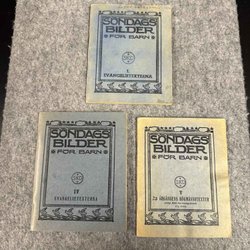 SÖNDAGS
BILDER
FÖR BARN
I.
EVANGELIETEXTERNA
SÖNDAGS
BILDER
FÖR BARN
IV
EVANGELIETEXTERNA
SÖNDAGS
BILDER
FÖR BARN
V